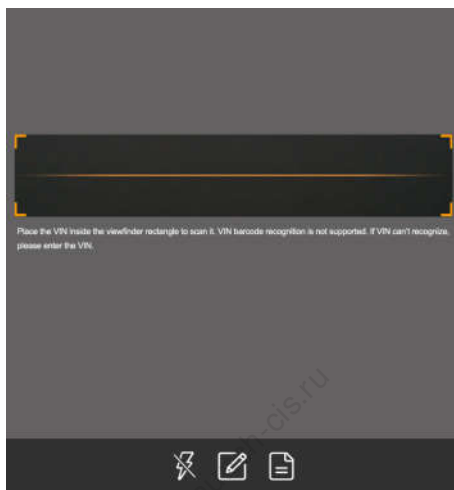 Place the VIN inside the viewfinder rectangle to scan it. VIN barcode recognition is not supported. If VIN can't recognize,
please enter the VIN.